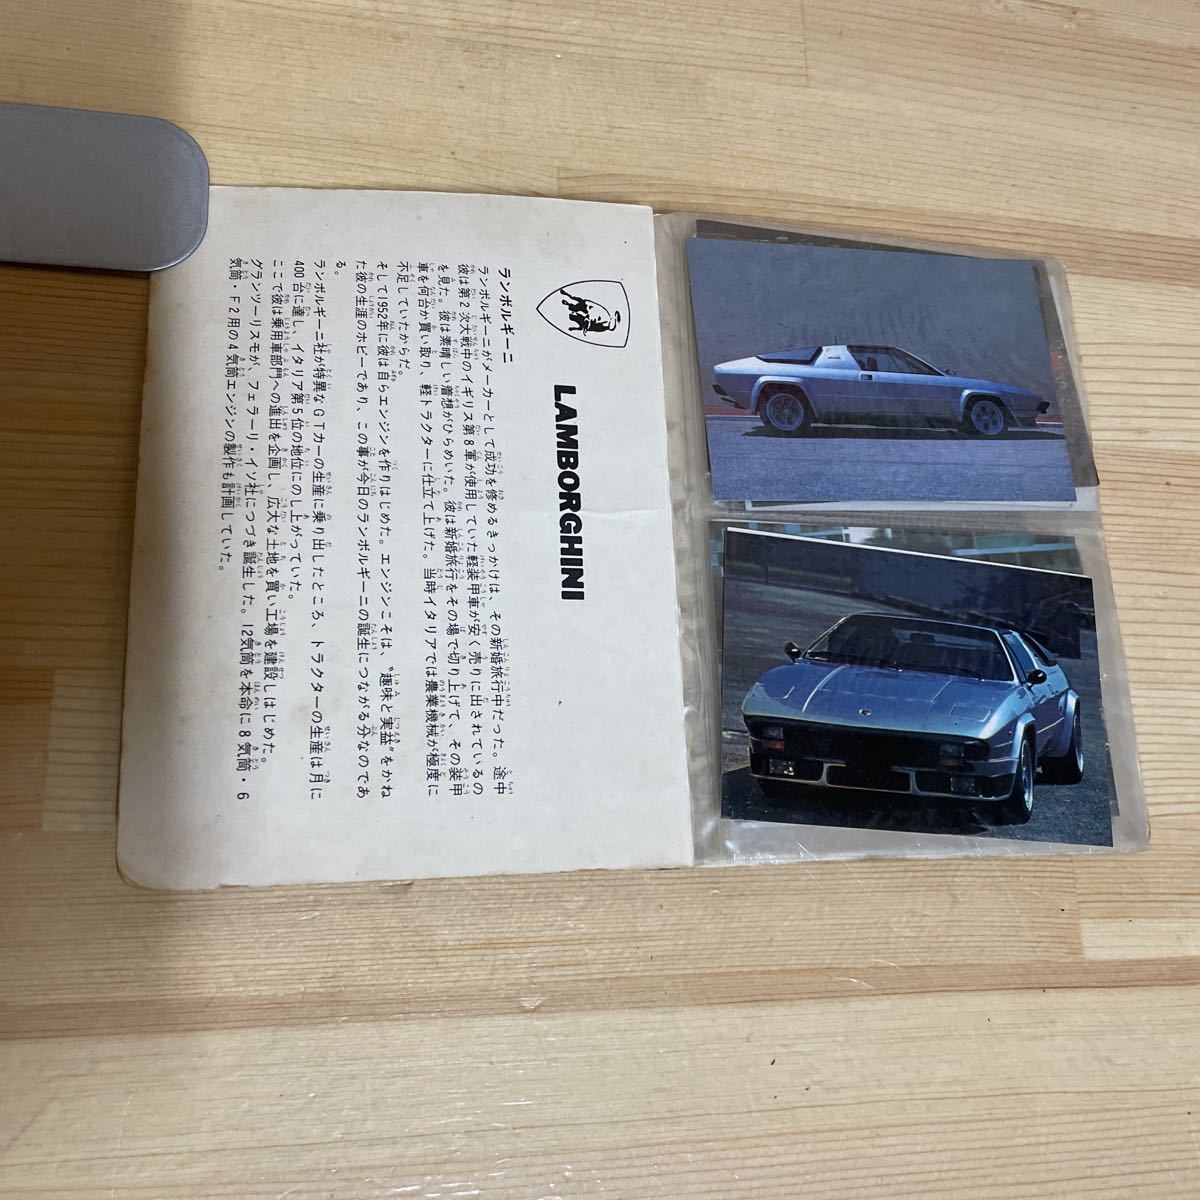 LAMBORGHINI
ランボルギーニ
ランボルギーニがメーカーとして成功を修めるきっかけは、その新婚旅行中だった。途中
彼は第2次大戦中のイギリス第8軍が使用していた軽装甲車が安く売りに出されているの
を見た。彼は素晴しい着想がひらめいた。彼は新婚旅行をその場で切り上げて、その装甲
車を何台か買い取り、軽トラクターに仕立て上げた。当時イタリアでは農業機械が極度に
不足していたからだ。
そして1952年に彼は自らエンジンを作りはじめた。エンジンこそは、〝趣味と実益〟をかね
た彼の生涯のホビーであり、この事が今日のランボルギーニの誕生につながる分なのであ
る。
ランボルギーニ社が特異なGTカーの生産に乗り出したところ、トラクターの生産は月に
400台に達し、イタリア第5位の地位にのし上がっていた。
ここで彼は乗用車部門への進出を企画し、広大な土地を買い工場を建設しはじめた。
グランツーリスモが、フェラーリ・イソ社につづき誕生した。12気筒を本命に8気筒・6
気筒・F2用の4気筒エンジンの製作も計画していた。